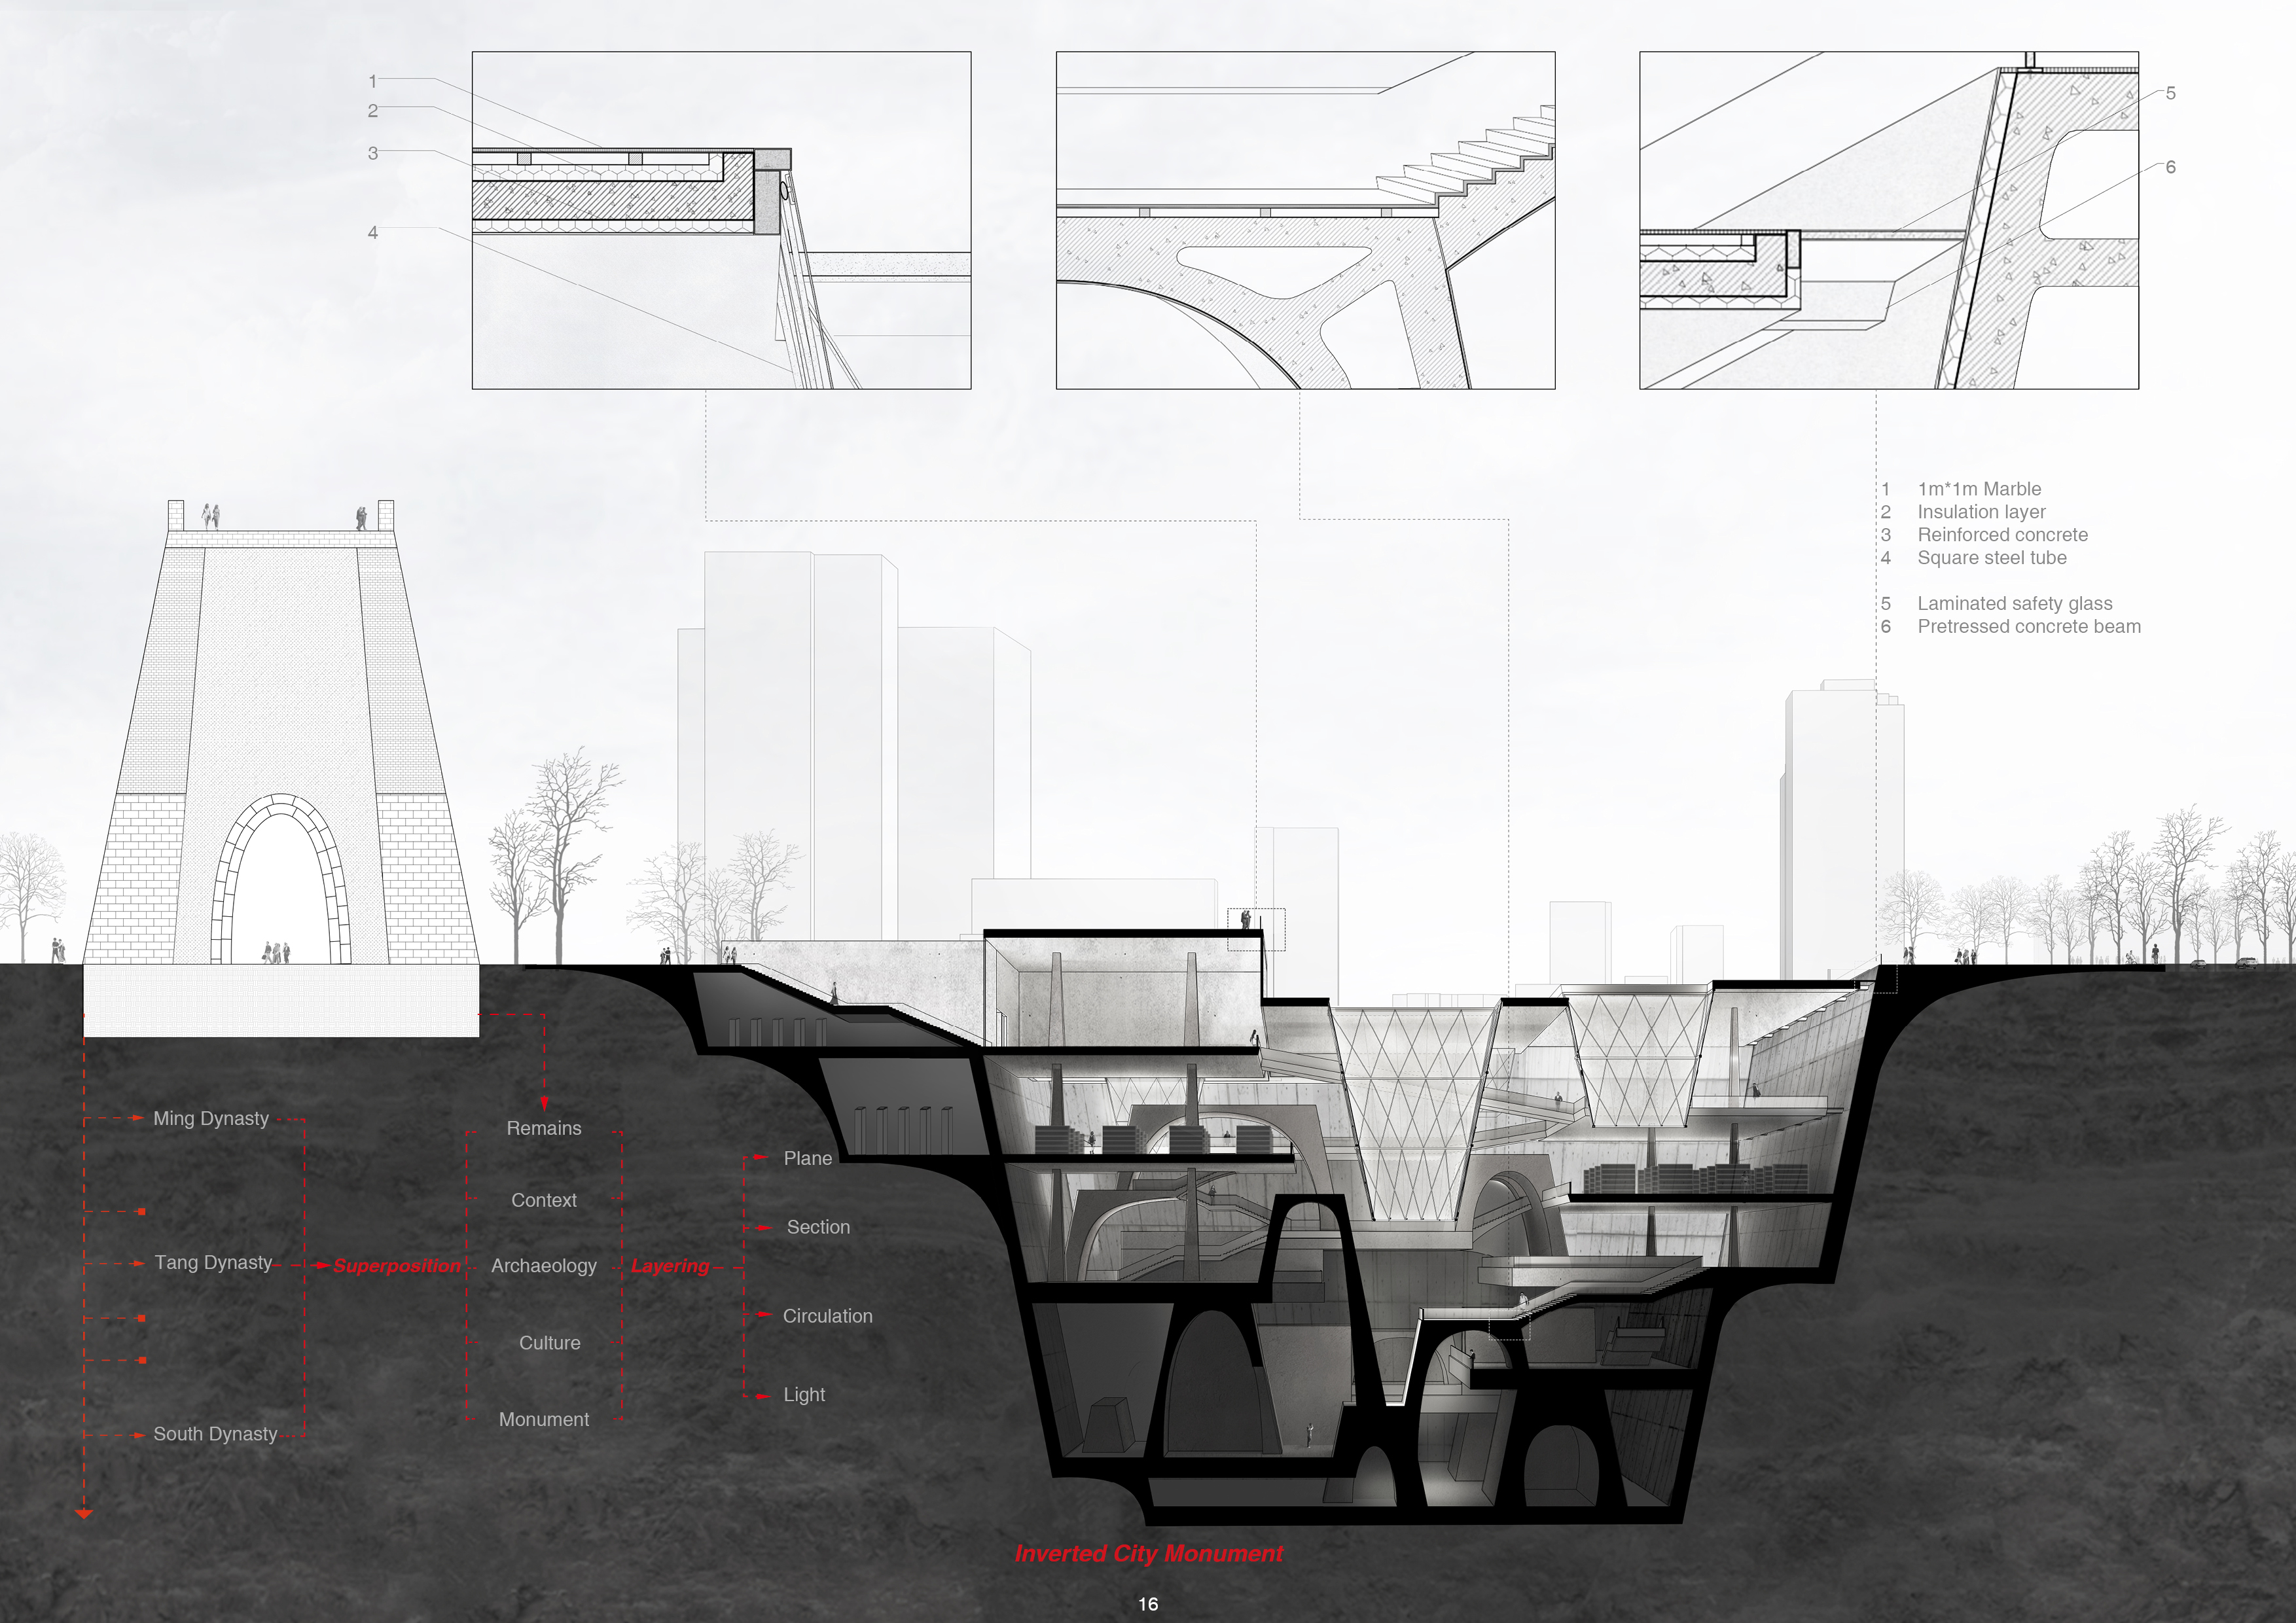 1
2
3
4
5
6
1 1m*1m Marble
2 Insulation layer
3 Reinforced concrete
4 Square steel tube
5 Laminated safety glass
6 Pretressed concrete beam
Ming Dynasty
Tang Dynasty
South Dynasty
Superposition
Remains
Context
Archaeology
Culture
Monument
Layering
Plane
Section
Circulation
Light
Inverted City Monument
16